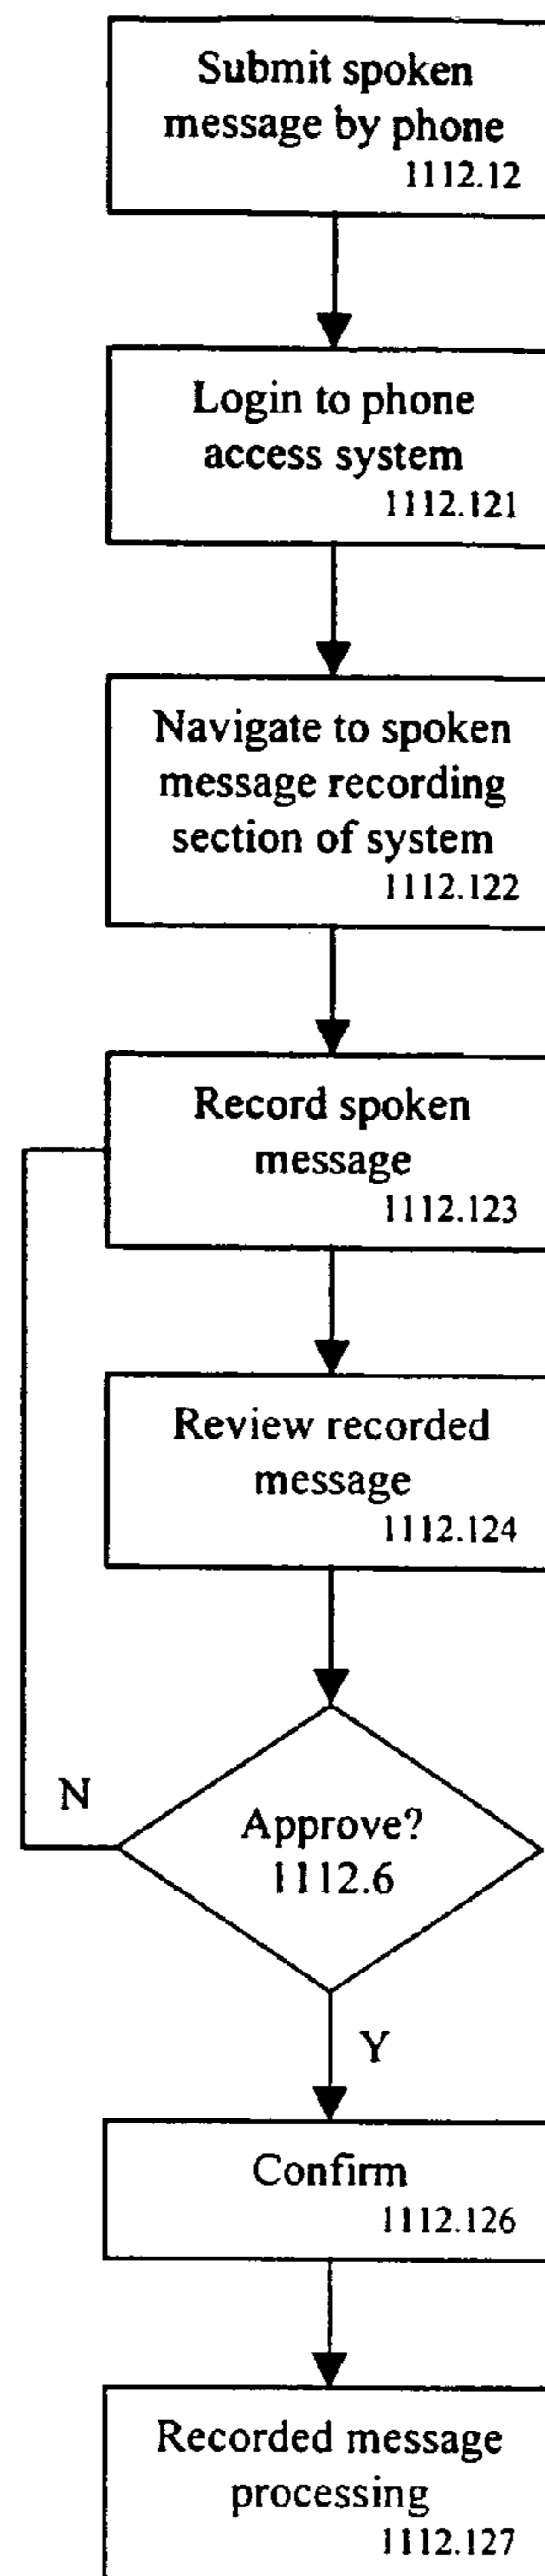 Submit spoken
message by phone
1112.12
Login to phone
access system
1112.121
Navigate to spoken
message recording
section of system
1112.122
Record spoken
message
1112.123
Review recorded
message
1112.124
N
Approve?
1112.6
Y
Confirm
1112.126
Recorded message
processing
1112.127